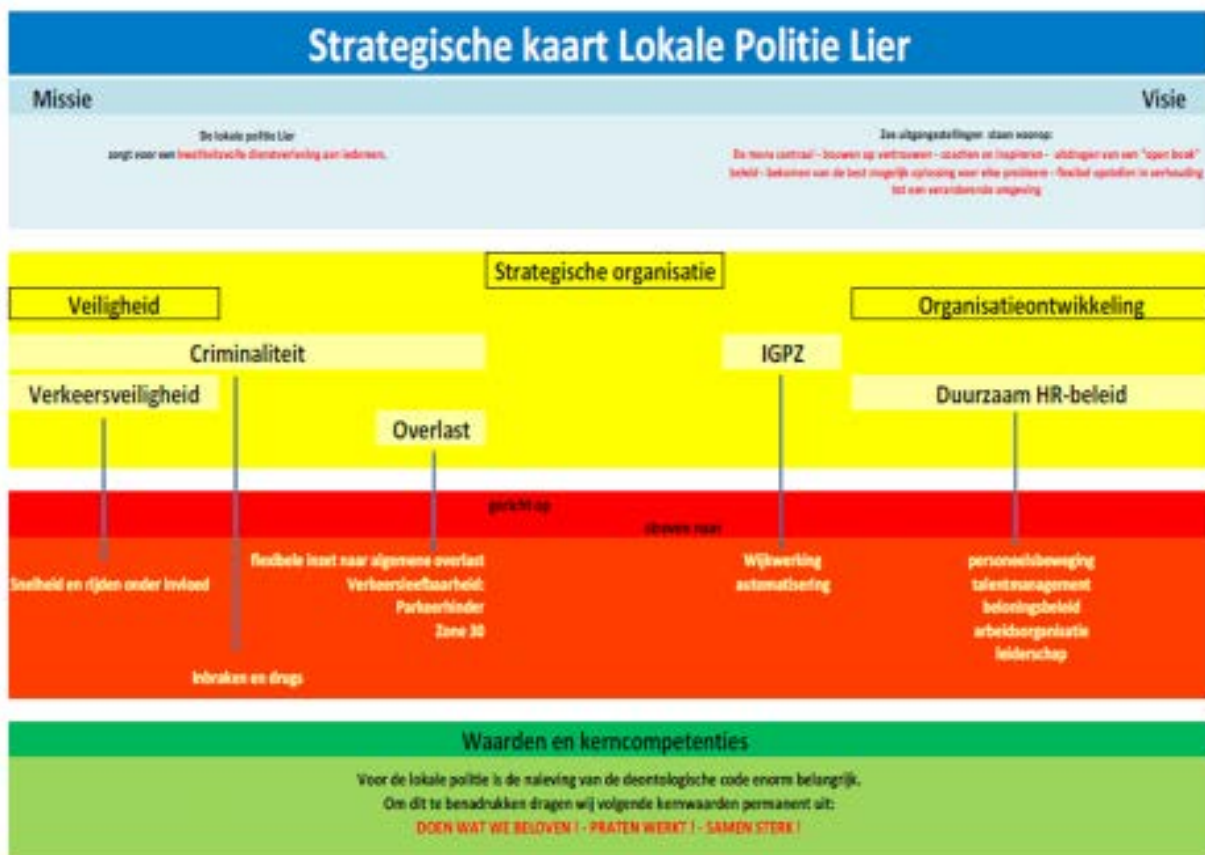 Strategische kaart Lokale Politie Lier
Missie
Visie
De lokale politie Lier
zorgt voor een kwaliteitsvolle dienstverlening aan iedereen.
Zes uitgangsstellingen staan voorop:
De mens centraal - bouwen op vertrouwen - coachen en inspireren - uitdragen van een "open boek"
beleid - bekomen van de best mogelijk oplossing voor elke probleem - flexibel opstellen in verhouding
tot een veranderende omgeving
Strategische organisatie
Veiligheid
Organisatieontwikkeling
Criminaliteit
IGPZ
Verkeersveiligheid
Duurzaam HR-beleid
Overlast
gericht op
streven naar
Snelheid en rijden onder invloed
flexibele inzet naar algemene overlast
Verkeersleefbaarheid:
Parkeerhinder
Zone 30
Inbraken en drugs
Wijkwerking
automatisering
personeelsbeweging
talentmanagement
beloningsbeleid
arbeidsorganisatie
leiderschap
Waarden en kerncompetenties
Voor de lokale politie is de naleving van de deontologische code enorm belangrijk.
Om dit te benadrukken dragen wij volgende kernwaarden permanent uit:
DOEN WAT WE BELOVEN ! - PRATEN WERKT ! - SAMEN STERK !